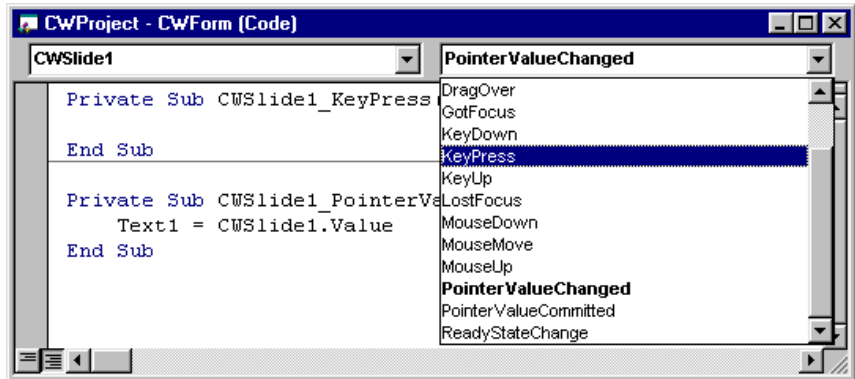 CWProject - CWForm (Code)
CWSlide1
PointerValueChanged
Private Sub CWSlide1_KeyPress
End Sub
Private Sub CWSlide1_PointerVa
Text1 = CWSlide1.Value
End Sub
DragOver
GotFocus
KeyDown
KeyPress
KeyUp
LostFocus
MouseDown
MouseMove
MouseUp
PointerValueChanged
PointerValueCommitted
ReadyStateChange